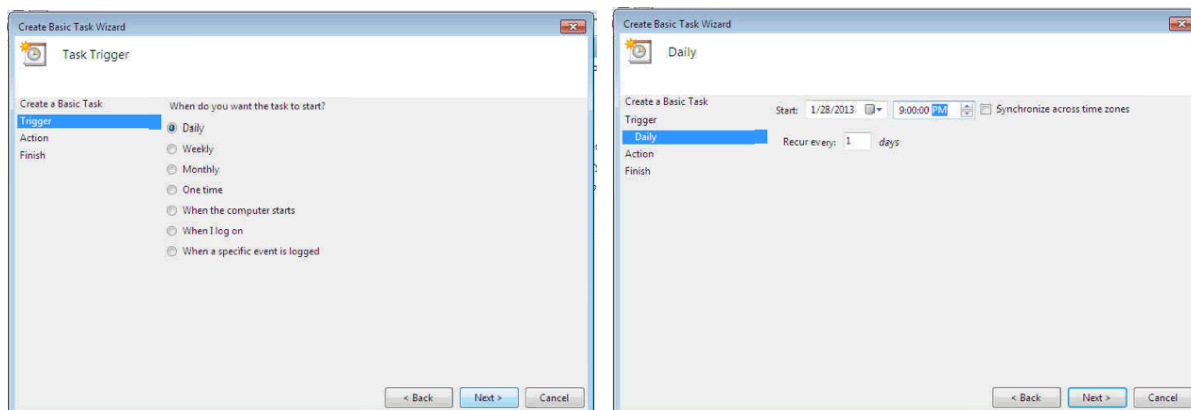 Create Basic Task Wizard
Task Trigger
Create a Basic Task
Trigger
Action
Finish
When do you want the task to start?
Daily
Weekly
Monthly
One time
When the computer starts
When I log on
When a specific event is logged
< Back
Next >
Cancel
Create Basic Task Wizard
Daily
Create a Basic Task
Trigger
Daily
Action
Finish
Start: 1/28/2013 9:00:00 PM Synchronize across time zones
Recur every: 1 days
< Back
Next >
Cancel